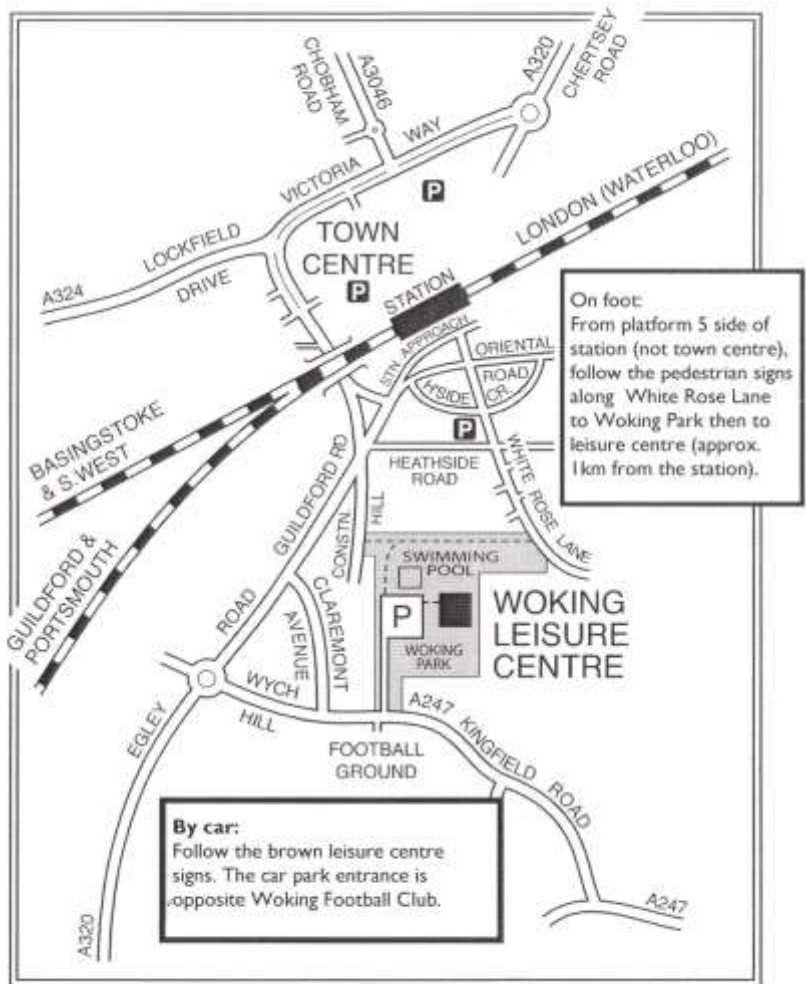 CHOBHAM
ROAD
A3046
A320
CHERTSEY
ROAD
VICTORIA
WAY
P
LOCKFIELD
DRIVE
A324
TOWN
CENTRE
P
STATION
LONDON (WATERLOO)
STN. APPROACH
ORIENTAL
ROAD
H'SIDE
CR.
P
On foot:
From platform 5 side of
station (not town centre),
follow the pedestrian signs
along White Rose Lane
to Woking Park then to
leisure centre (approx.
1km from the station).
BASINGSTOKE
& S.WEST
GUILDFORD &
PORTSMOUTH
GUILDFORD RD
HEATHSIDE
ROAD
WHITE ROSE LANE
CONSTN.
HILL
SWIMMING
POOL
P
WOKING
PARK
WOKING
LEISURE
CENTRE
ROAD
CLAREMONT
AVENUE
WYCH
HILL
EGLEY
A247
KINGFIELD
ROAD
FOOTBALL
GROUND
By car:
Follow the brown leisure centre
signs. The car park entrance is
opposite Woking Football Club.
A320
A247